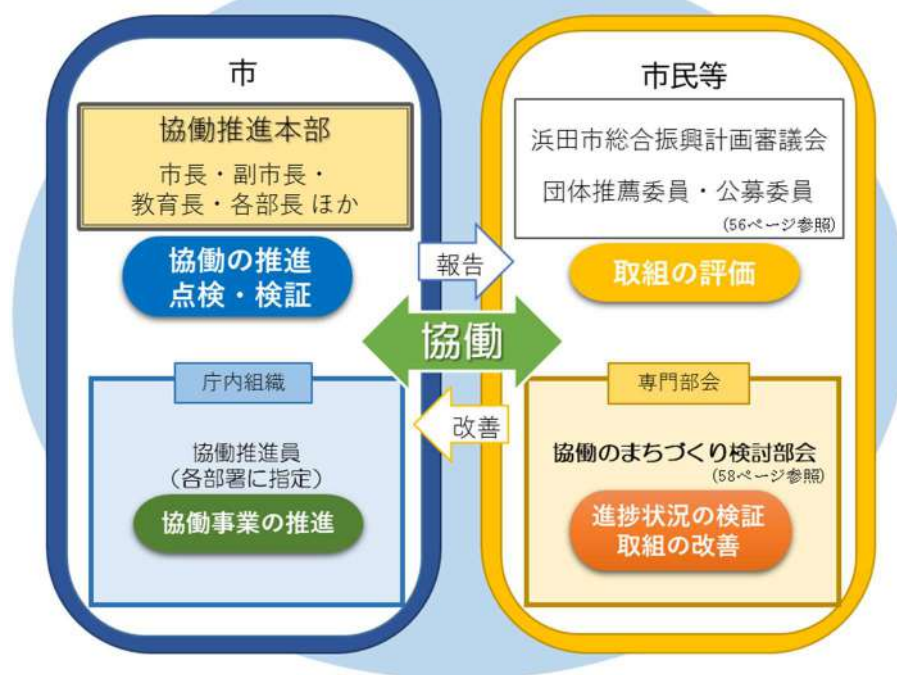 市
協働推進本部
市長・副市長・
教育長・各部長 ほか
協働の推進
点検・検証
庁内組織
協働推進員
(各部署に指定)
協働事業の推進
報告
協働
改善
市民等
浜田市総合振興計画審議会
団体推薦委員・公募委員
(56ページ参照)
取組の評価
専門部会
協働のまちづくり検討部会
(58ページ参照)
進捗状況の検証
取組の改善